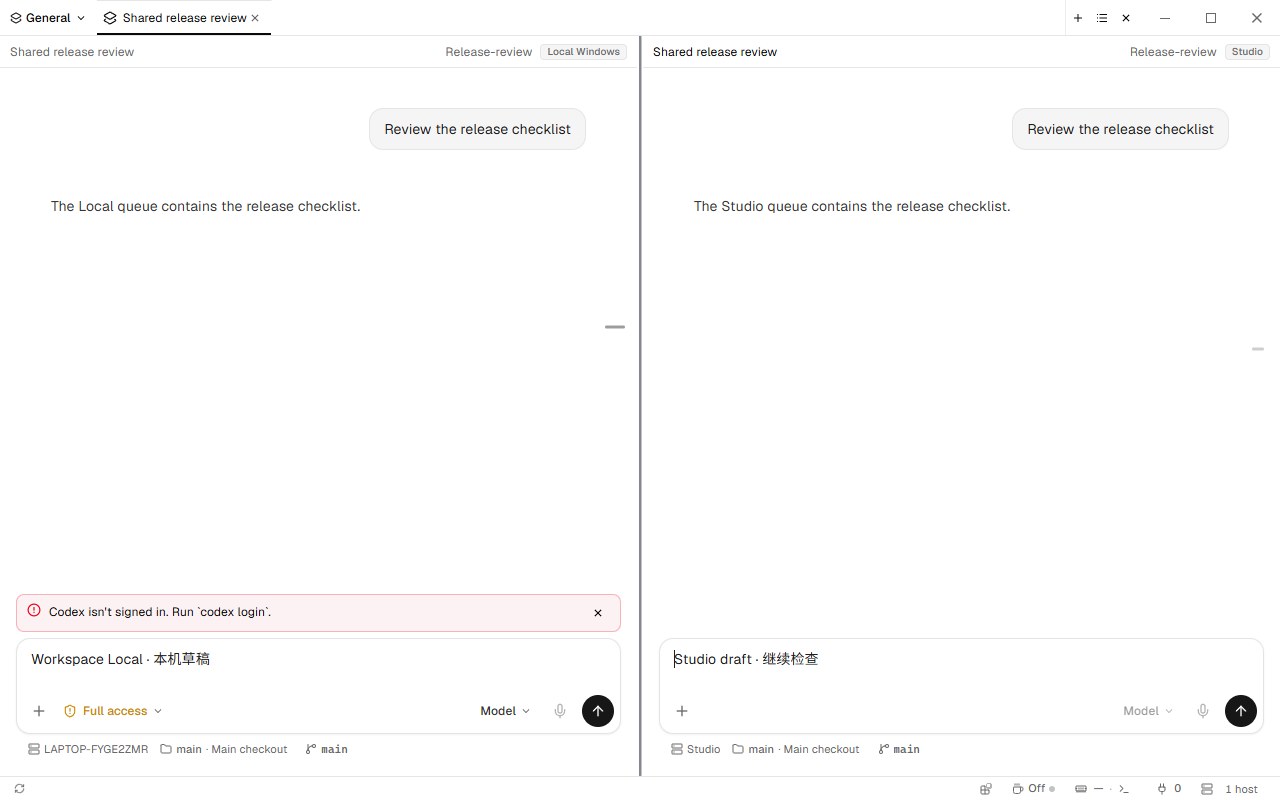 General
Shared release review
Shared release review
Release-review
Local Windows
Review the release checklist
The Local queue contains the release checklist.
Codex isn't signed in. Run `codex login`.
Workspace Local · 本机草稿
Full access
Model
LAPTOP-FYGE2ZMR
main · Main checkout
main
Shared release review
Release-review
Studio
Review the release checklist
The Studio queue contains the release checklist.
Studio draft · 继续检查
Model
Studio
main · Main checkout
main
Off
— ·
0
1 host